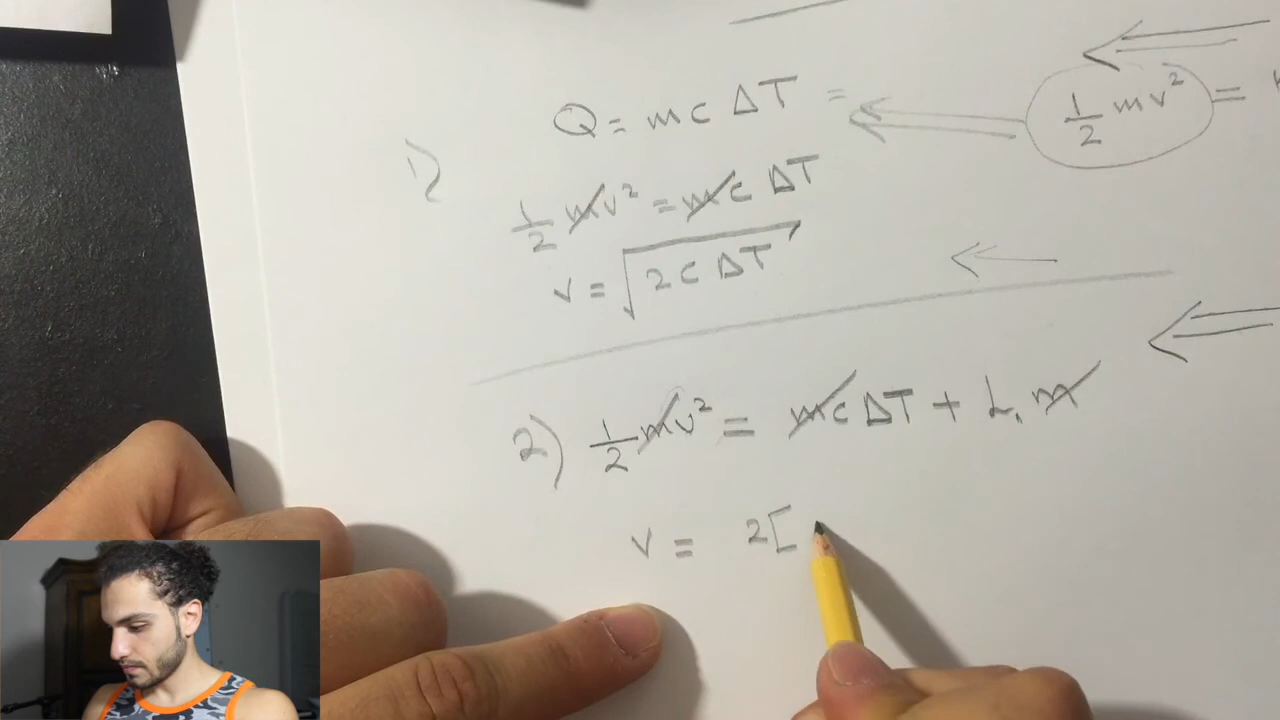 Q = mc ΔT =
1/2 mv² =
1)
1/2 mv² = mc ΔT
v = √(2c ΔT)
2) 1/2 mv² = mc ΔT + L.m
v = 2[